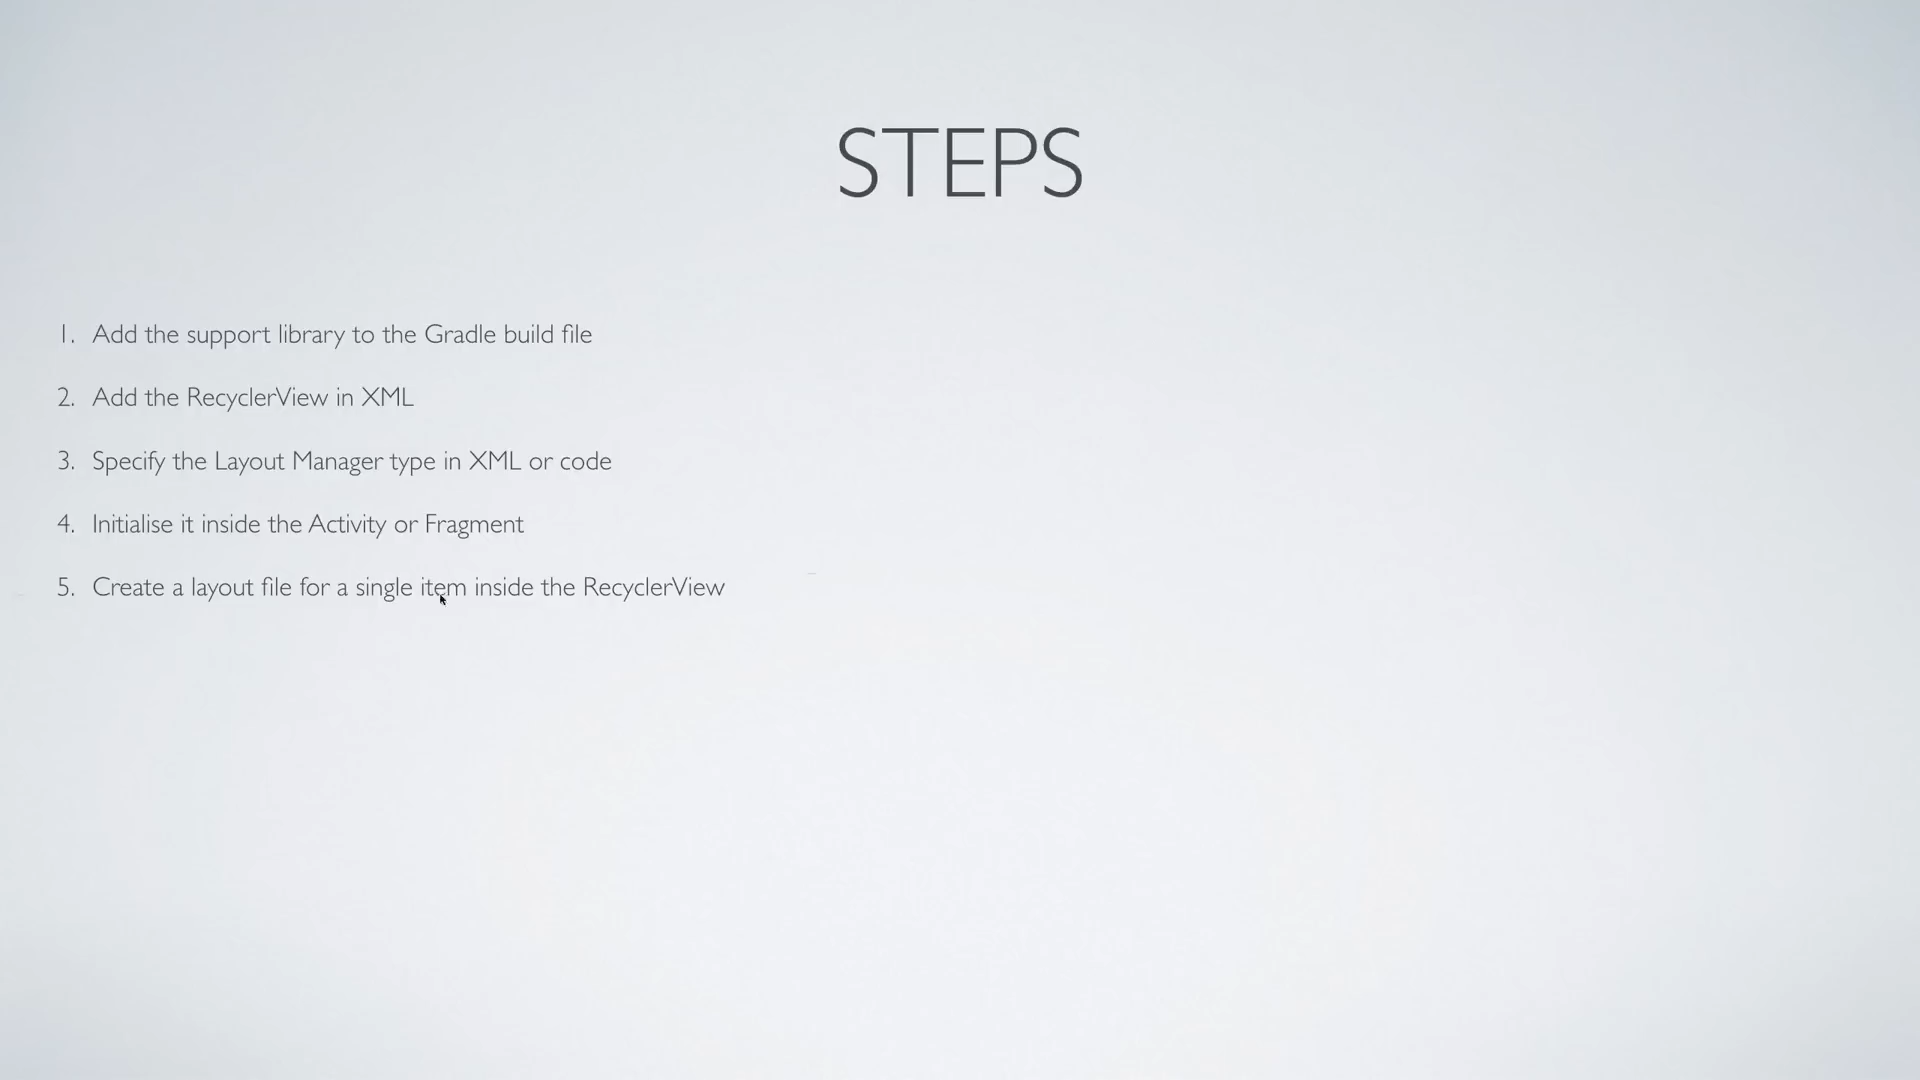 STEPS
1. Add the support library to the Gradle build file
2. Add the RecyclerView in XML
3. Specify the Layout Manager type in XML or code
4. Initialise it inside the Activity or Fragment
5. Create a layout file for a single item inside the RecyclerView